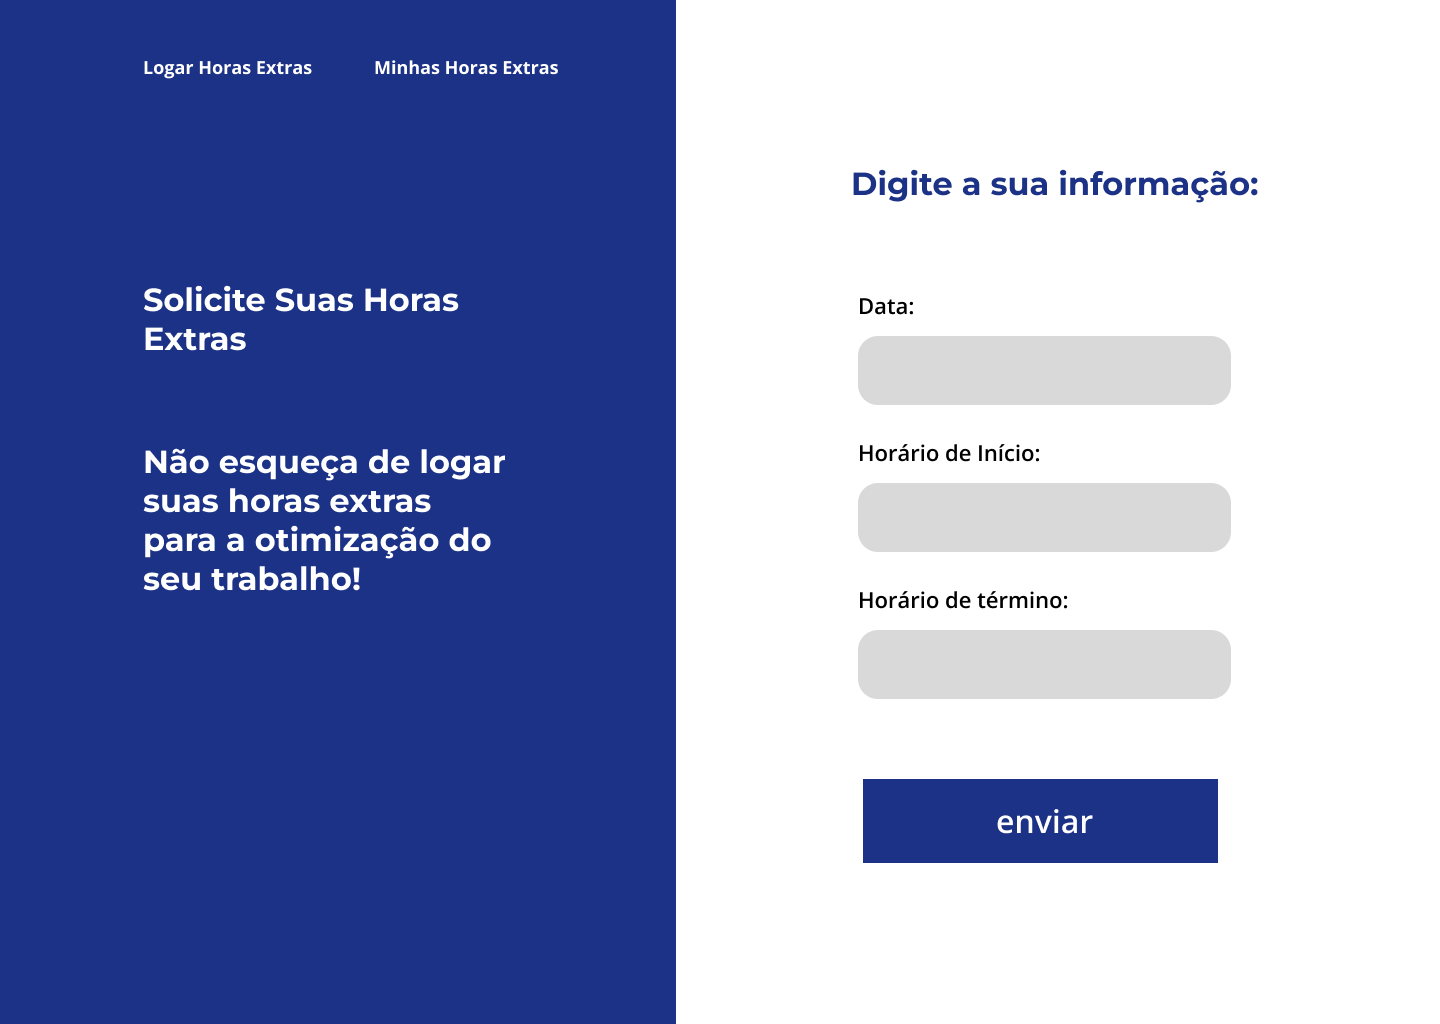 Logar Horas Extras
Minhas Horas Extras
Solicite Suas Horas
Extras
Não esqueça de logar
suas horas extras
para a otimização do
seu trabalho!
Digite a sua informação:
Data:
Horário de Início:
Horário de término:
enviar